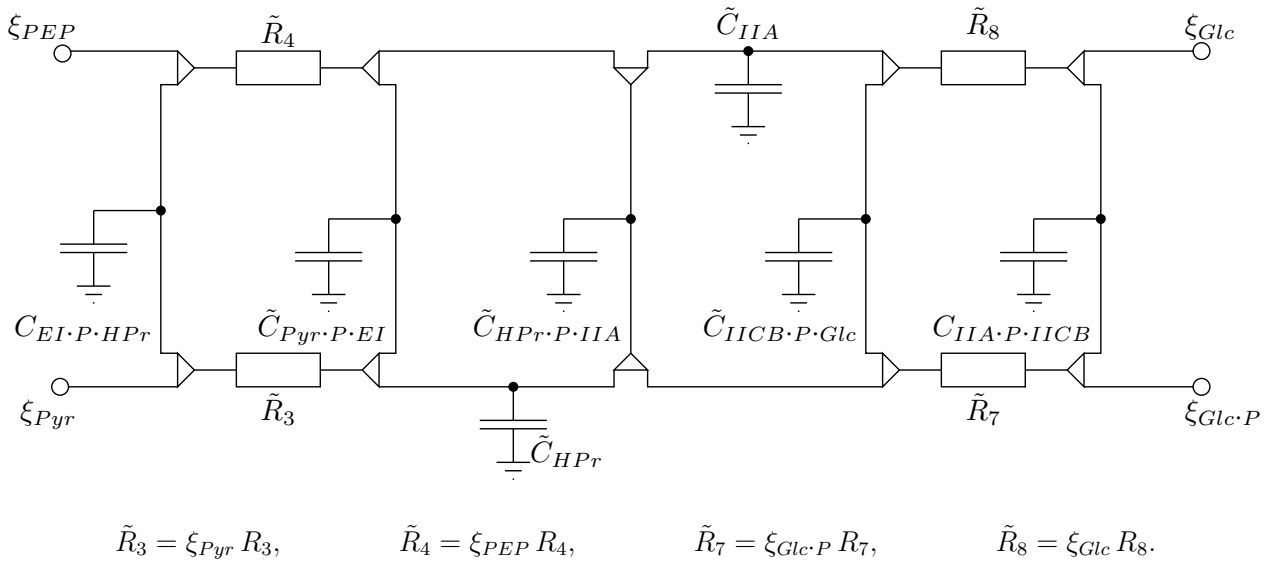 ξ_{PEP}
R̃_4
C̃_{IIA}
R̃_8
ξ_{Glc}
C_{EI·P·HPr}
C̃_{Pyr·P·EI}
C̃_{HPr·P·IIA}
C̃_{IICB·P·Glc}
C_{IIA·P·IICB}
ξ_{Pyr}
R̃_3
R̃_7
ξ_{Glc·P}
C̃_{HPr}
R̃_3 = ξ_{Pyr} R_3, R̃_4 = ξ_{PEP} R_4, R̃_7 = ξ_{Glc·P} R_7, R̃_8 = ξ_{Glc} R_8.